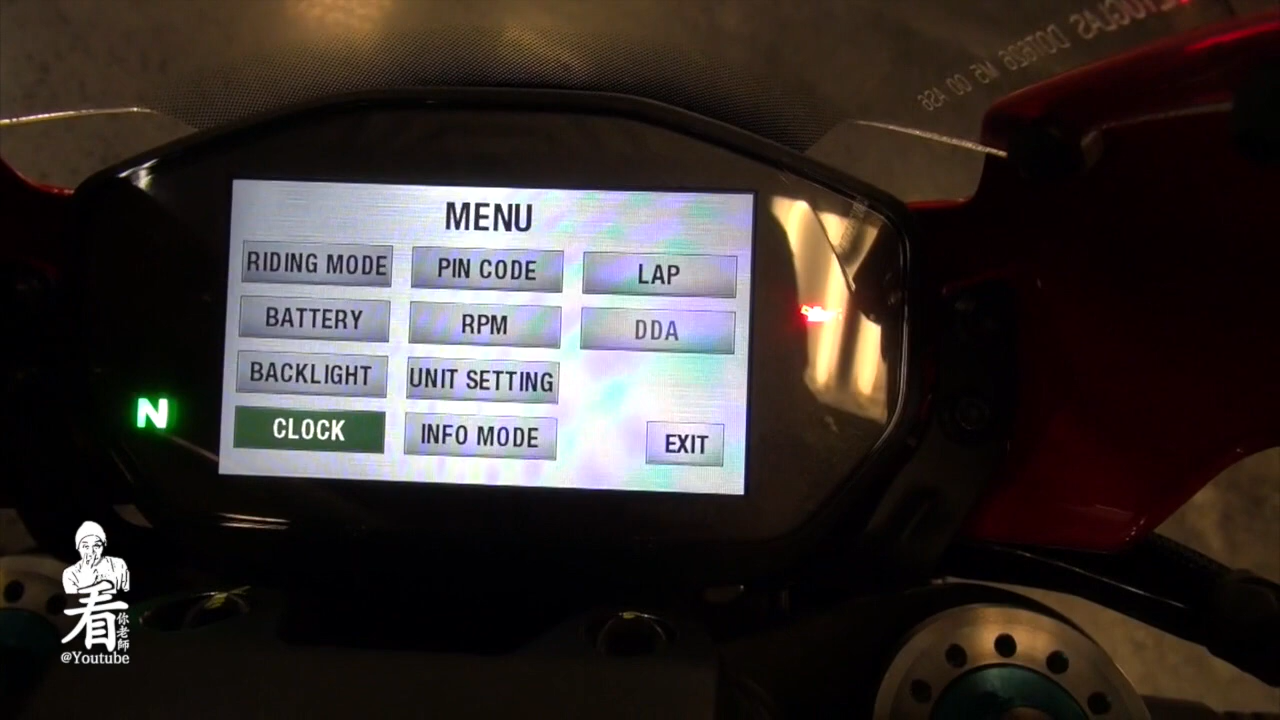 MENU
RIDING MODE
PIN CODE
LAP
BATTERY
RPM
DDA
BACKLIGHT
UNIT SETTING
CLOCK
INFO MODE
EXIT
N
看
你老師
@Youtube